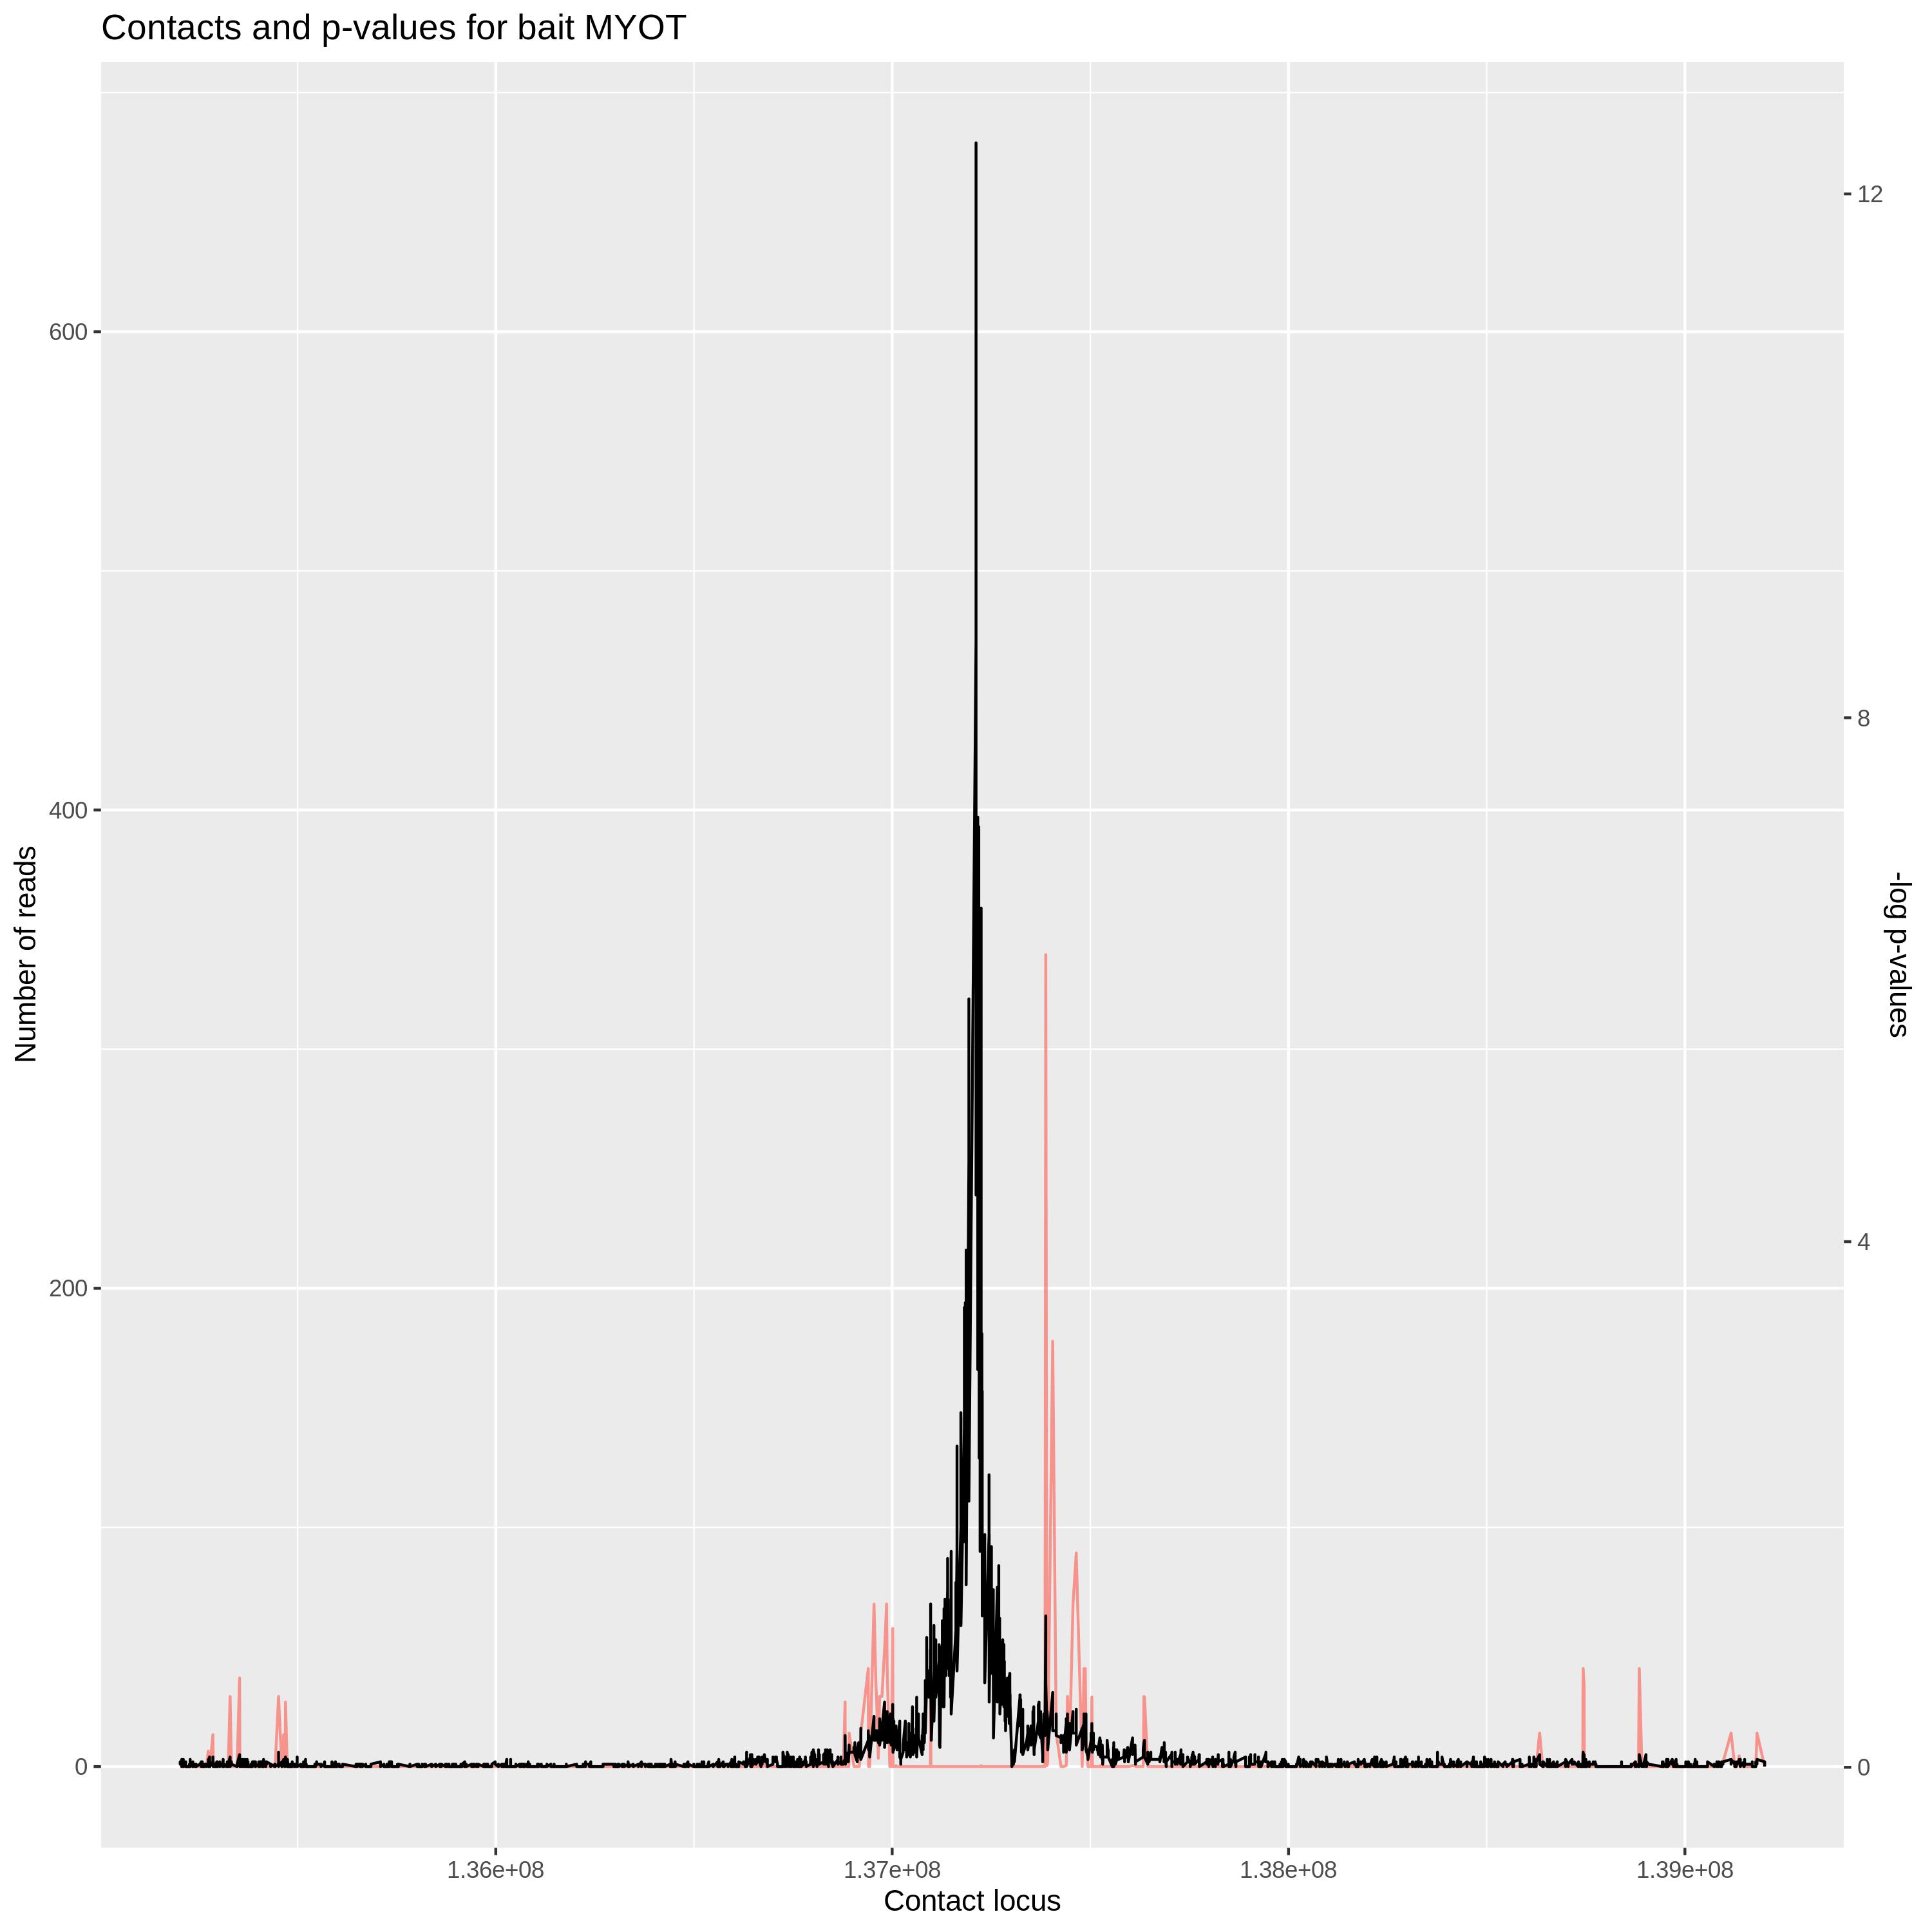 Contacts and p-values for bait MYOT
12
600
8
400
Number of reads
-log p-values
4
200
0
0
1.36e+08
1.37e+08
1.38e+08
1.39e+08
Contact locus